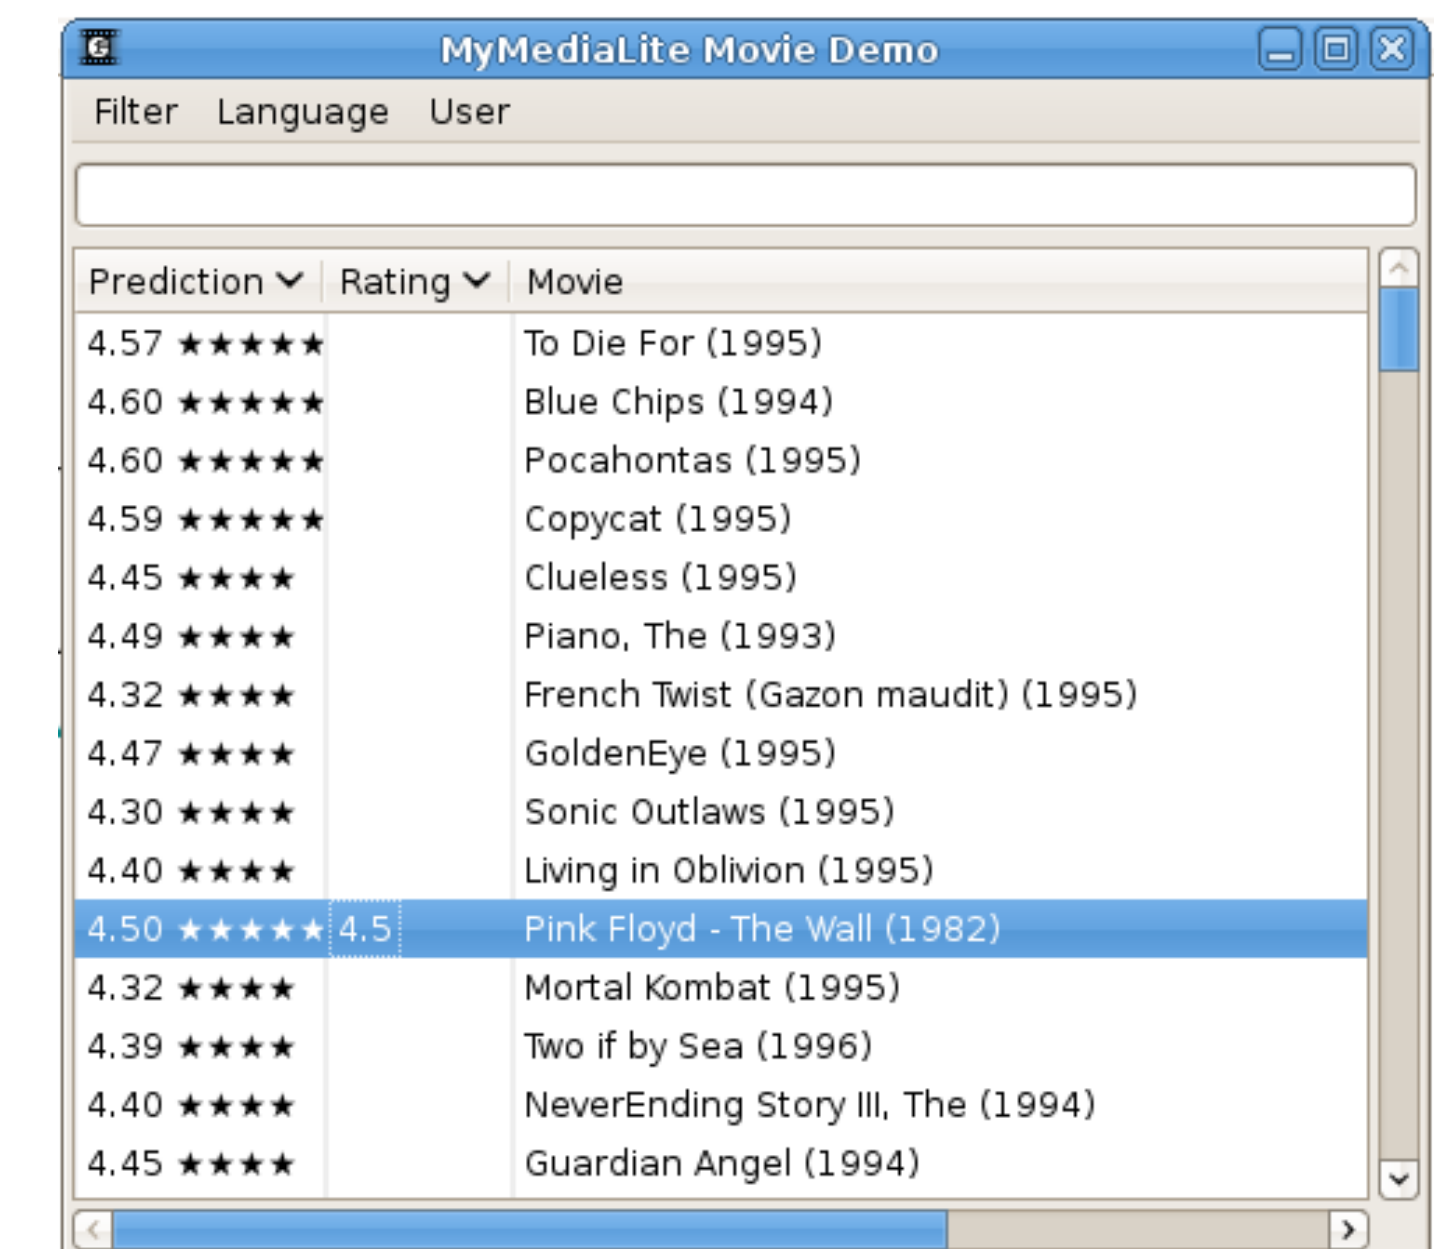 MyMediaLite Movie Demo
Filter Language User
Prediction Rating Movie
4.57 ★★★★★ To Die For (1995)
4.60 ★★★★★ Blue Chips (1994)
4.60 ★★★★★ Pocahontas (1995)
4.59 ★★★★★ Copycat (1995)
4.45 ★★★★ Clueless (1995)
4.49 ★★★★ Piano, The (1993)
4.32 ★★★★ French Twist (Gazon maudit) (1995)
4.47 ★★★★ GoldenEye (1995)
4.30 ★★★★ Sonic Outlaws (1995)
4.40 ★★★★ Living in Oblivion (1995)
4.50 ★★★★★ 4.5 Pink Floyd - The Wall (1982)
4.32 ★★★★ Mortal Kombat (1995)
4.39 ★★★★ Two if by Sea (1996)
4.40 ★★★★ NeverEnding Story III, The (1994)
4.45 ★★★★ Guardian Angel (1994)